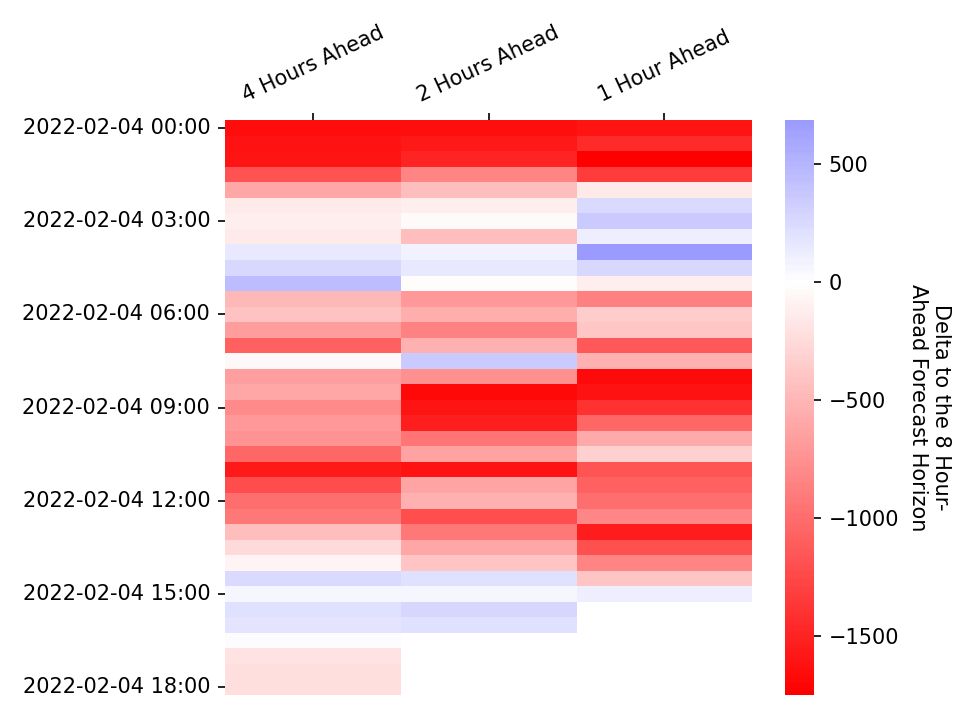 4 Hours Ahead
2 Hours Ahead
1 Hour Ahead
2022-02-04 00:00
2022-02-04 03:00
2022-02-04 06:00
2022-02-04 09:00
2022-02-04 12:00
2022-02-04 15:00
2022-02-04 18:00
500
0
−500
−1000
−1500
Delta to the 8 Hour-
Ahead Forecast Horizon